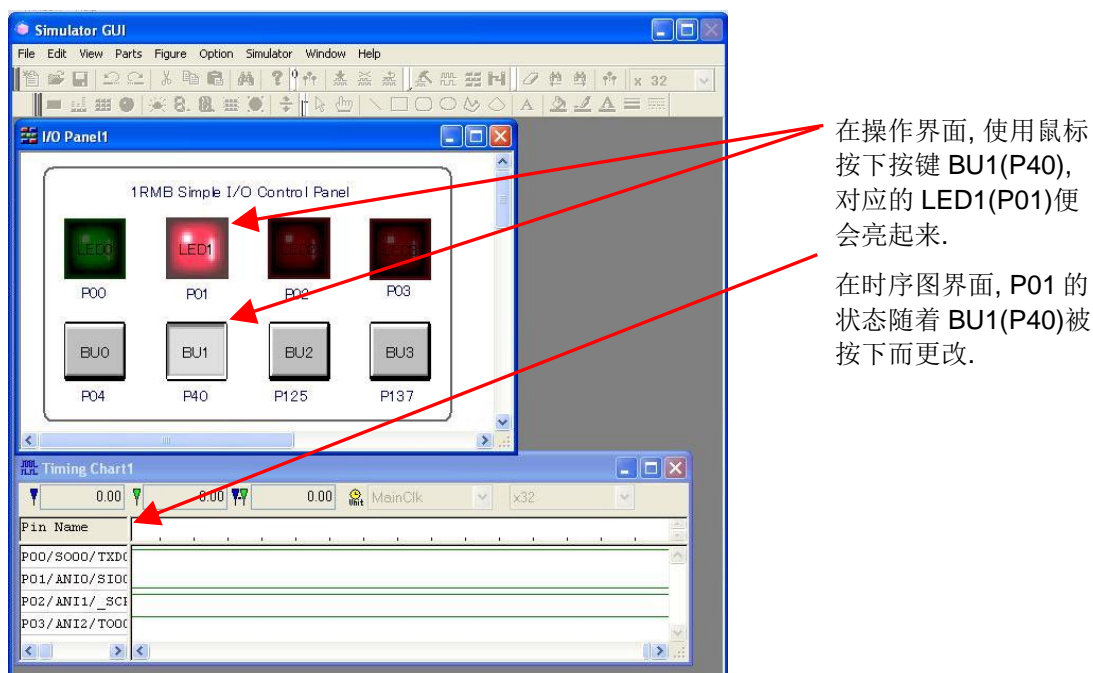 Simulator GUI
File Edit View Parts Figure Option Simulator Window Help
x 32
I/O Panel1
1RMB Simple I/O Control Panel
LED0 LED1
P00 P01 P02 P03
BU0 BU1 BU2 BU3
P04 P40 P125 P137
在操作界面, 使用鼠标
按下按键 BU1(P40),
对应的 LED1(P01)便
会亮起来.
在时序图界面, P01 的
状态随着 BU1(P40)被
按下而更改.
Timing Chart1
0.00 0.00 0.00 Unit MainClk x32
Pin Name
P00/SO00/TXD0
P01/ANI0/SI00
P02/ANI1/_SCK
P03/ANI2/TO00